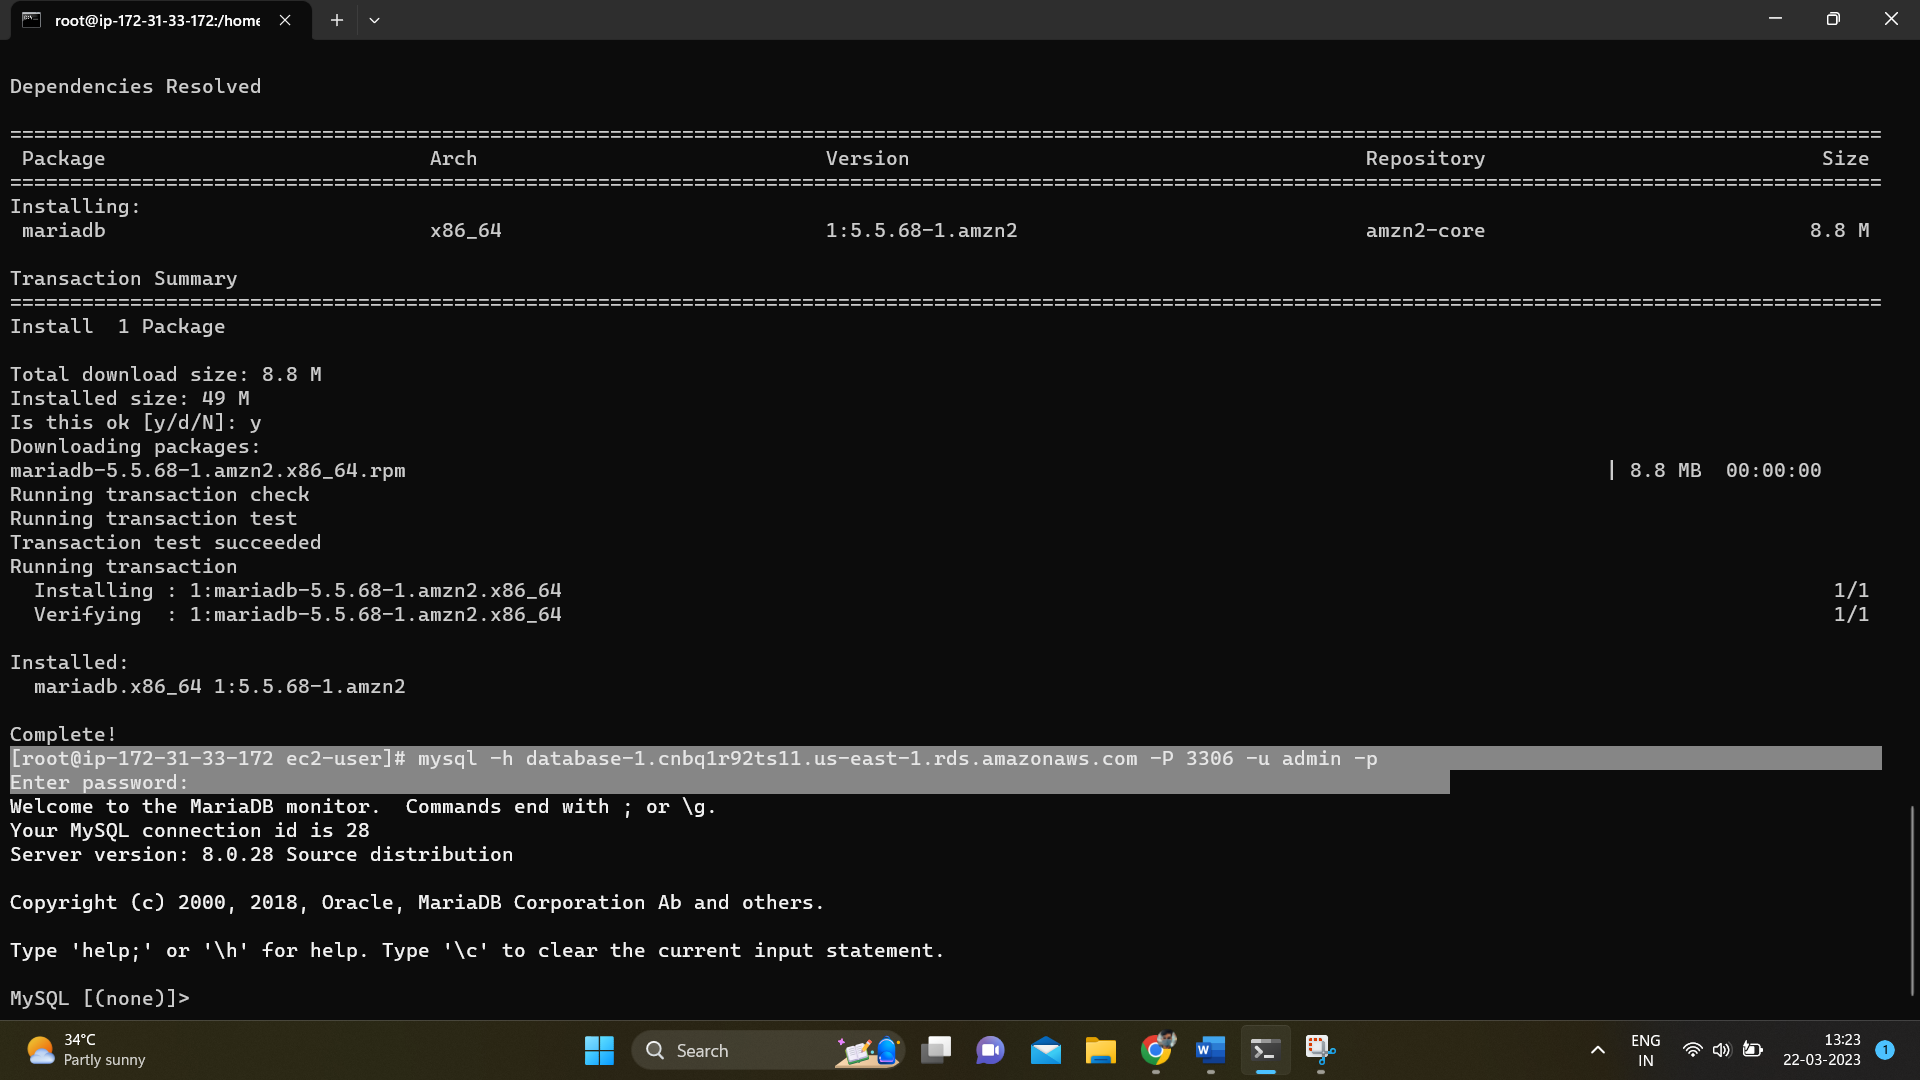 root@ip-172-31-33-172:/home
Dependencies Resolved
================================================================================
Package Arch Version Repository Size
================================================================================
Installing:
mariadb x86_64 1:5.5.68-1.amzn2 amzn2-core 8.8 M
Transaction Summary
================================================================================
Install 1 Package
Total download size: 8.8 M
Installed size: 49 M
Is this ok [y/d/N]: y
Downloading packages:
mariadb-5.5.68-1.amzn2.x86_64.rpm | 8.8 MB 00:00:00
Running transaction check
Running transaction test
Transaction test succeeded
Running transaction
Installing : 1:mariadb-5.5.68-1.amzn2.x86_64 1/1
Verifying : 1:mariadb-5.5.68-1.amzn2.x86_64 1/1
Installed:
mariadb.x86_64 1:5.5.68-1.amzn2
Complete!
[root@ip-172-31-33-172 ec2-user]# mysql -h database-1.cnbq1r92ts11.us-east-1.rds.amazonaws.com -P 3306 -u admin -p
Enter password:
Welcome to the MariaDB monitor. Commands end with ; or \g.
Your MySQL connection id is 28
Server version: 8.0.28 Source distribution
Copyright (c) 2000, 2018, Oracle, MariaDB Corporation Ab and others.
Type 'help;' or '\h' for help. Type '\c' to clear the current input statement.
MySQL [(none)]>
34°C
Partly sunny
Search
W
ENG
IN
13:23
22-03-2023
1